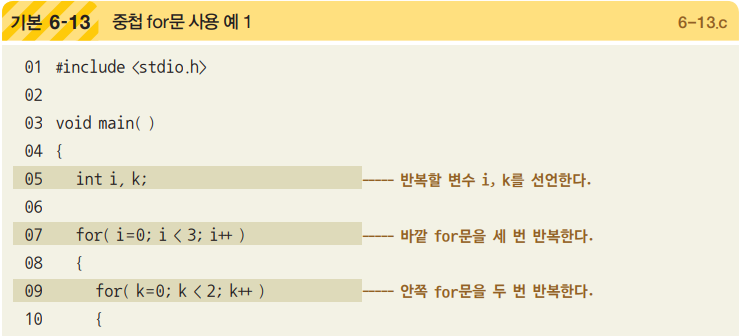 기본 6-13 중첩 for문 사용 예 1 6-13.c
01 #include <stdio.h>
02
03 void main( )
04 {
05 int i, k; ----- 반복할 변수 i, k를 선언한다.
06
07 for( i=0; i < 3; i++ ) ----- 바깥 for문을 세 번 반복한다.
08 {
09 for( k=0; k < 2; k++ ) ----- 안쪽 for문을 두 번 반복한다.
10 {